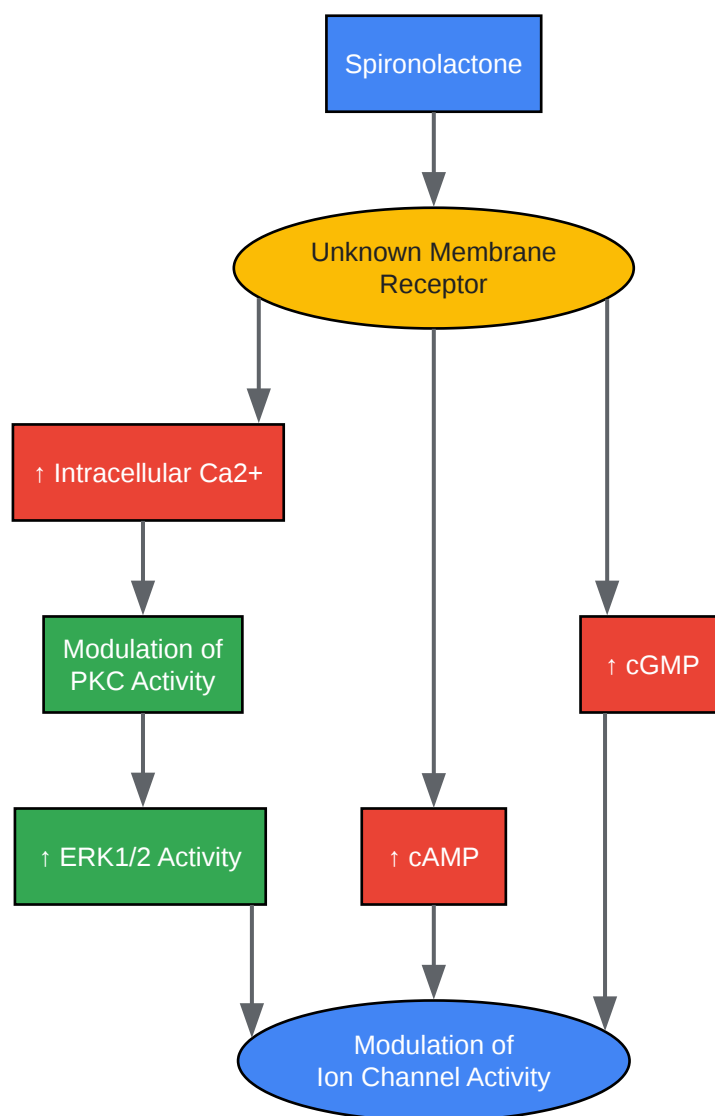 Spironolactone
Unknown Membrane
Receptor
↑ Intracellular Ca2+
Modulation of
PKC Activity
↑ cGMP
↑ ERK1/2 Activity
↑ cAMP
Modulation of
Ion Channel Activity